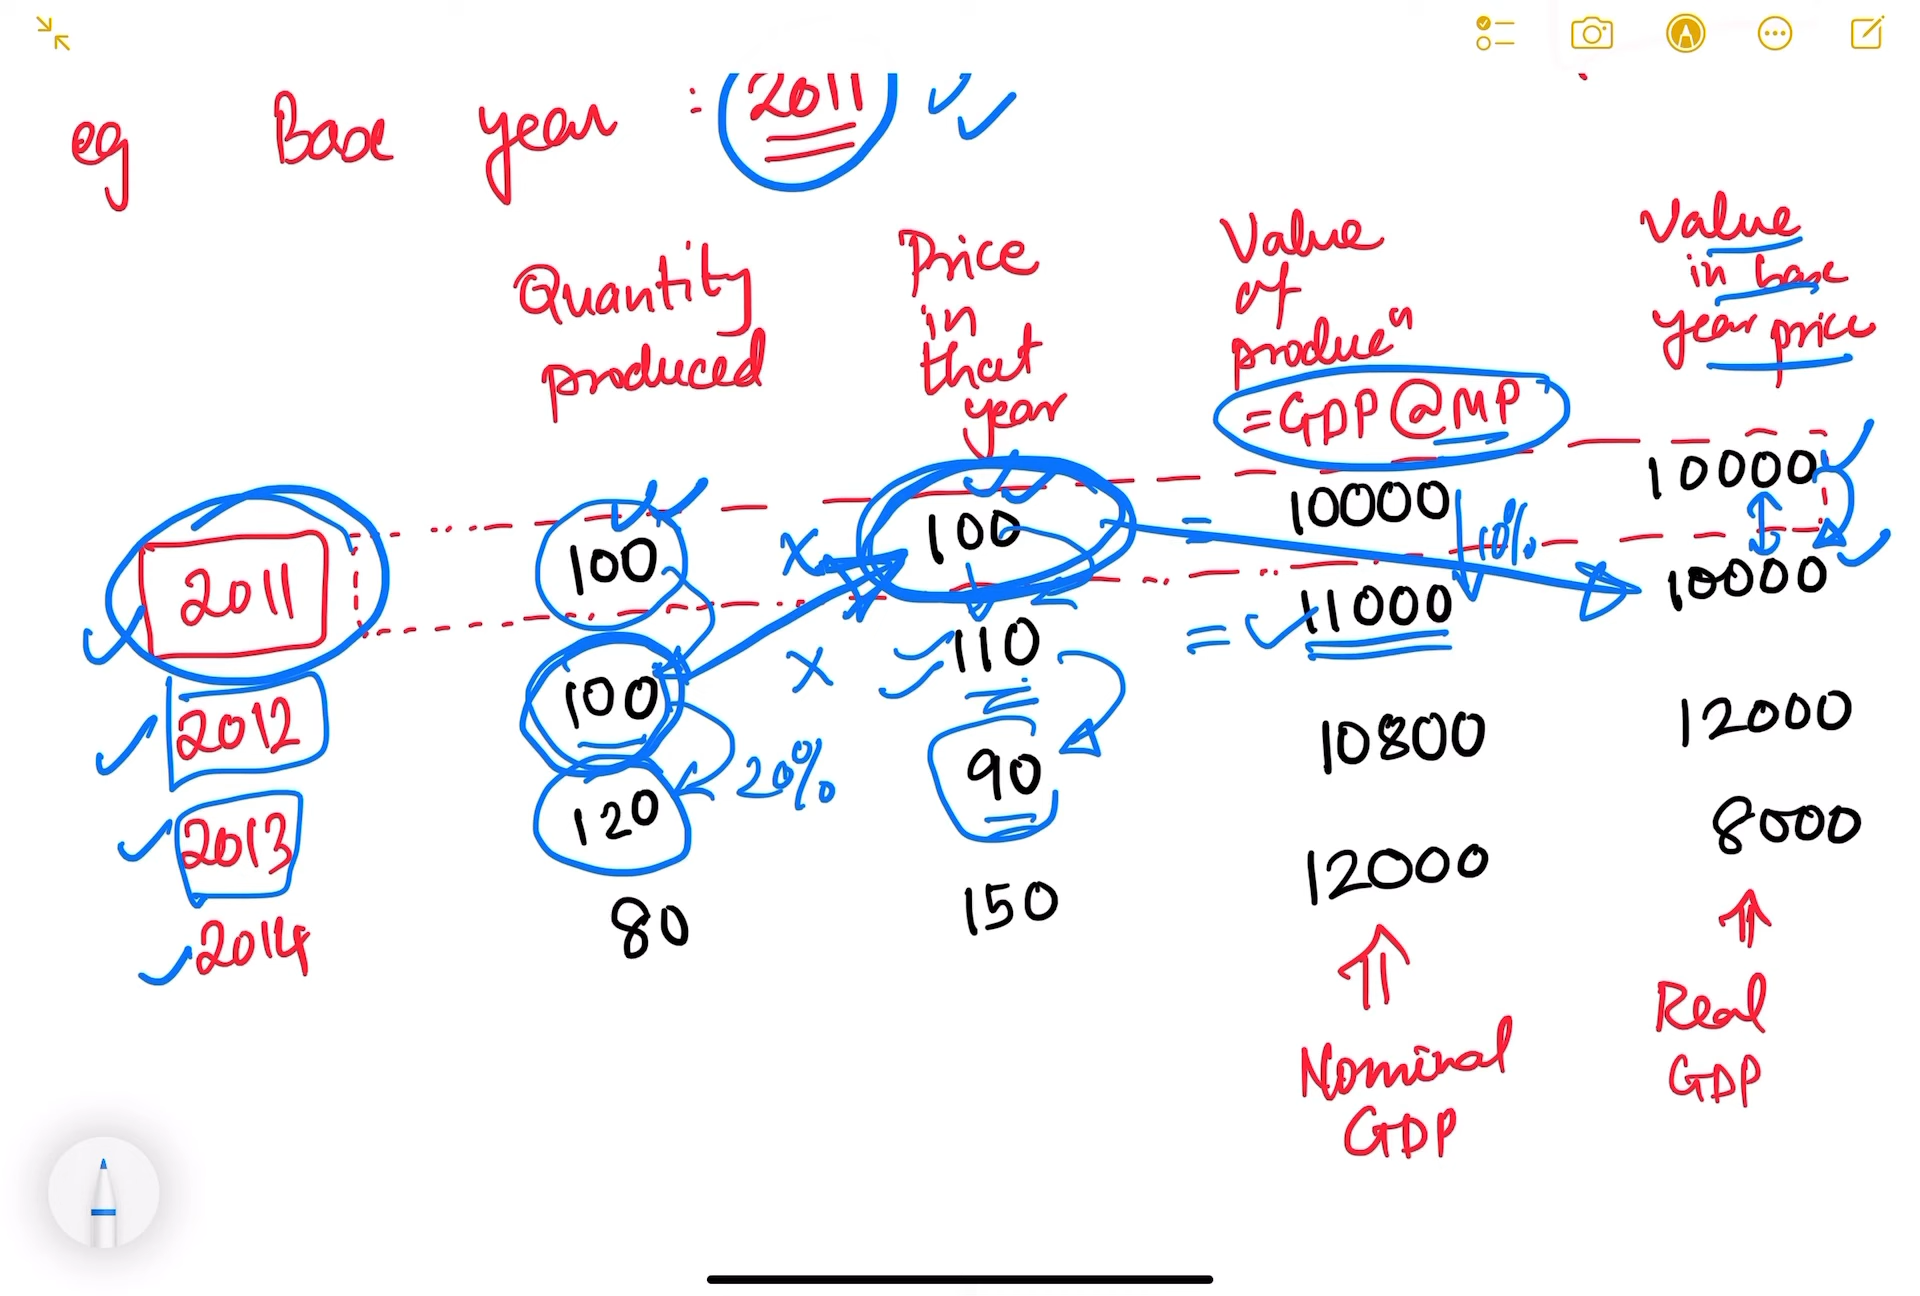 eg Base year : 2011
Quantity produced
Price in that year
Value of produc"
= GDP @ MP
Value in base year price
2011 100 X 100 = 10000 10% 10000
2012 100 X 110 = 11000 10000
2013 120 20% 90 10800 12000
2014 80 150 12000 8000
Nominal GDP
Real GDP